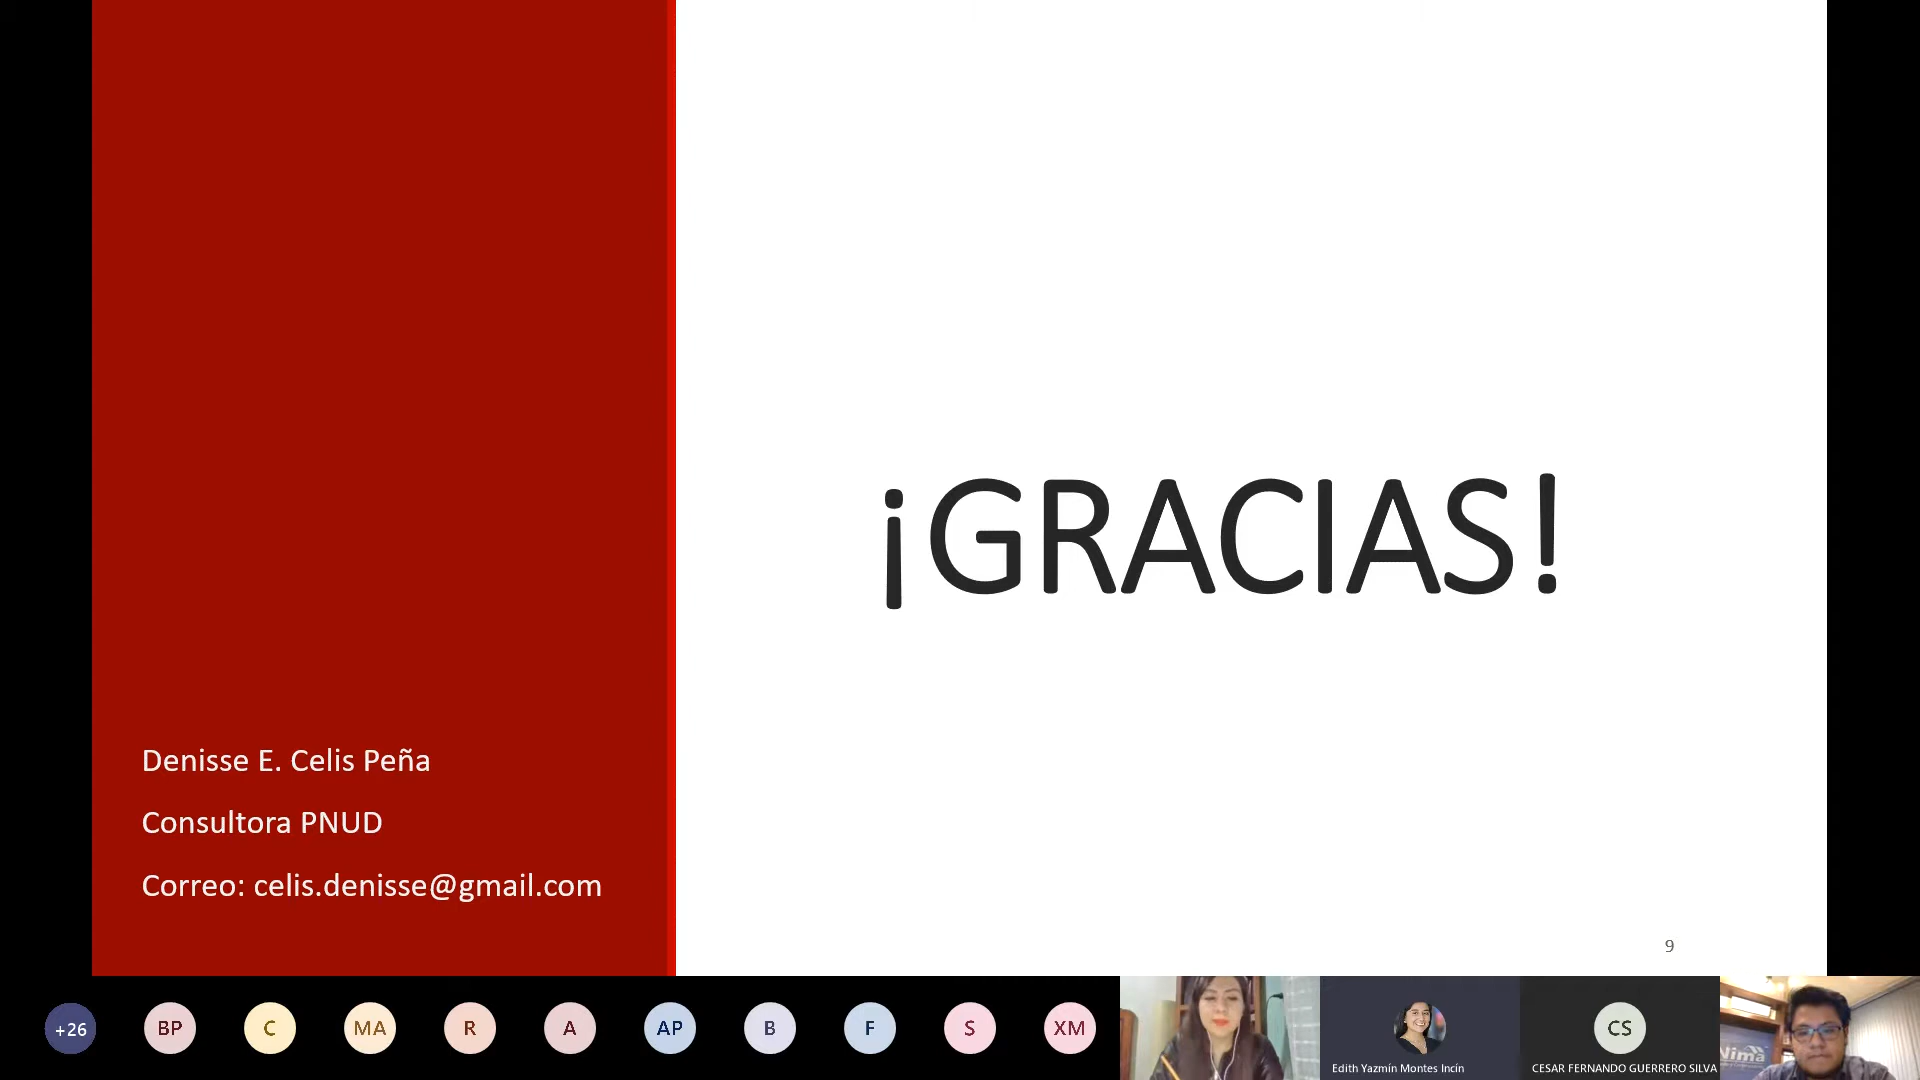 ¡GRACIAS!
Denisse E. Celis Peña
Consultora PNUD
Correo: celis.denisse@gmail.com
9
+26
BP
C
MA
R
A
AP
B
F
S
XM
Edith Yazmín Montes Incín
CS
CESAR FERNANDO GUERRERO SILVA
Nima